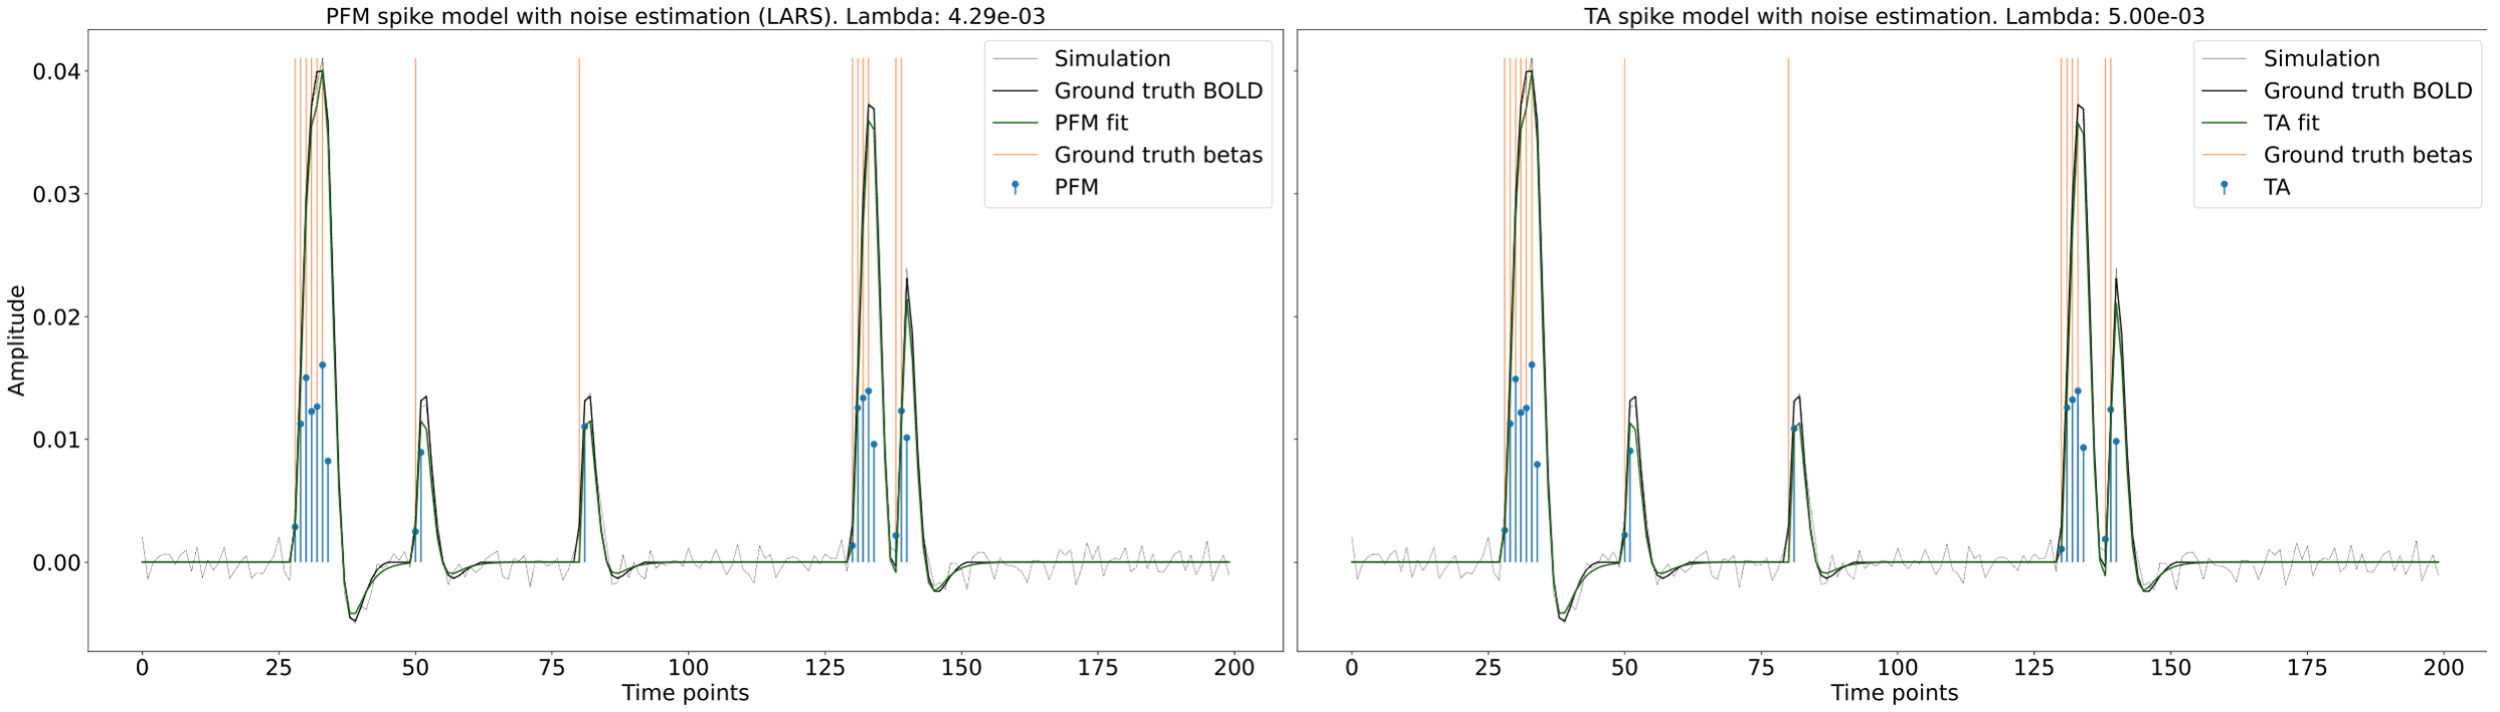 PFM spike model with noise estimation (LARS). Lambda: 4.29e-03
Amplitude
0.04
0.03
0.02
0.01
0.00
0 25 50 75 100 125 150 175 200
Time points
Simulation
Ground truth BOLD
PFM fit
Ground truth betas
PFM
TA spike model with noise estimation. Lambda: 5.00e-03
0 25 50 75 100 125 150 175 200
Time points
Simulation
Ground truth BOLD
TA fit
Ground truth betas
TA